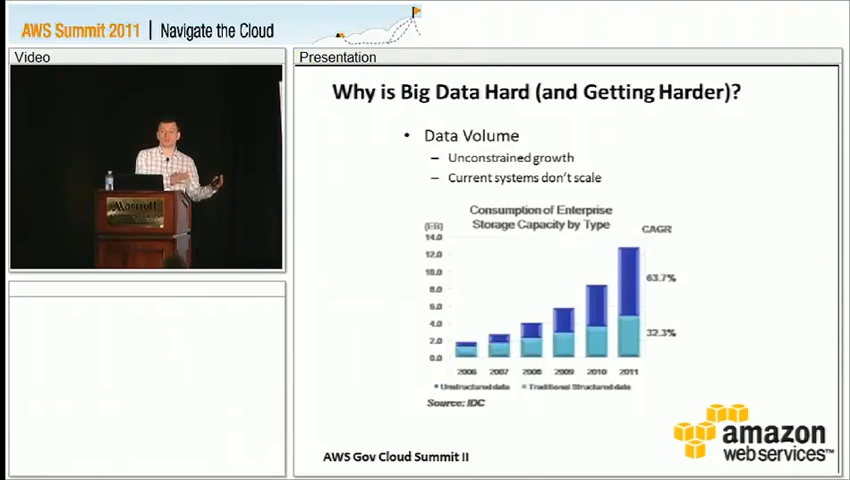 AWS Summit 2011 | Navigate the Cloud
Video
Presentation
Marriott
Why is Big Data Hard (and Getting Harder)?
• Data Volume
– Unconstrained growth
– Current systems don't scale
Consumption of Enterprise
Storage Capacity by Type
(EB)
CAGR
14.0
12.0
10.0
8.0
6.0
4.0
2.0
0.0
63.7%
32.3%
2006 2007 2008 2009 2010 2011
Unstructured data Traditional Structured data
Source: IDC
AWS Gov Cloud Summit II
amazon
webservices™